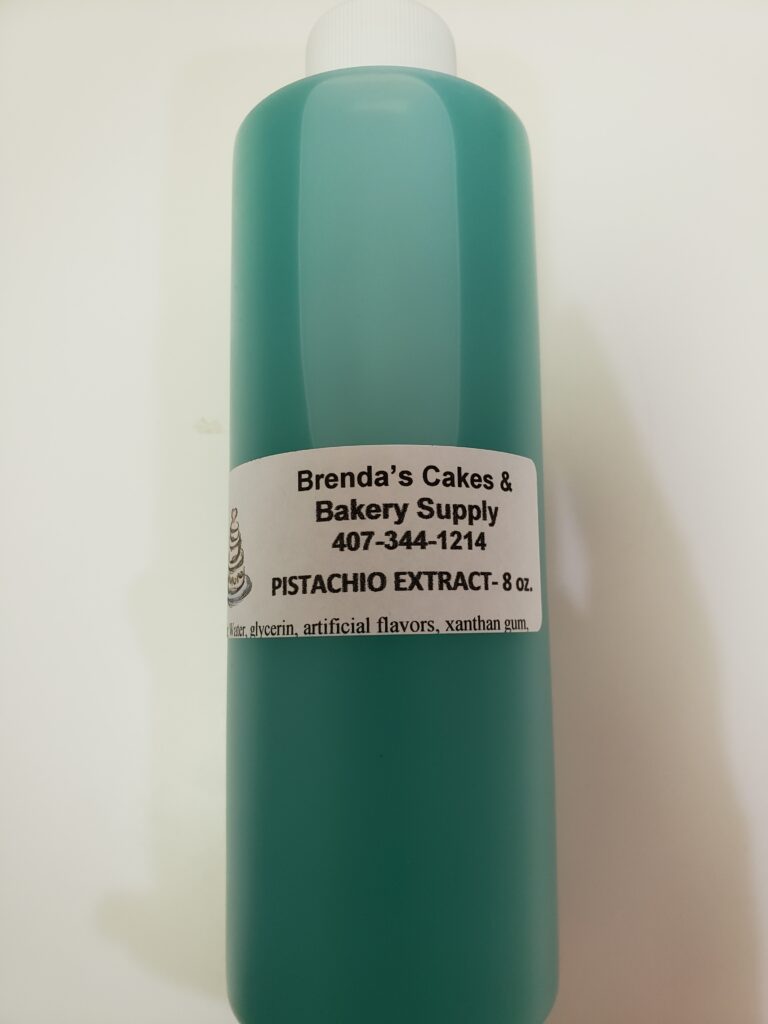 Brenda's Cakes &
Bakery Supply
407-344-1214
PISTACHIO EXTRACT- 8 oz.
Water, glycerin, artificial flavors, xanthan gum,